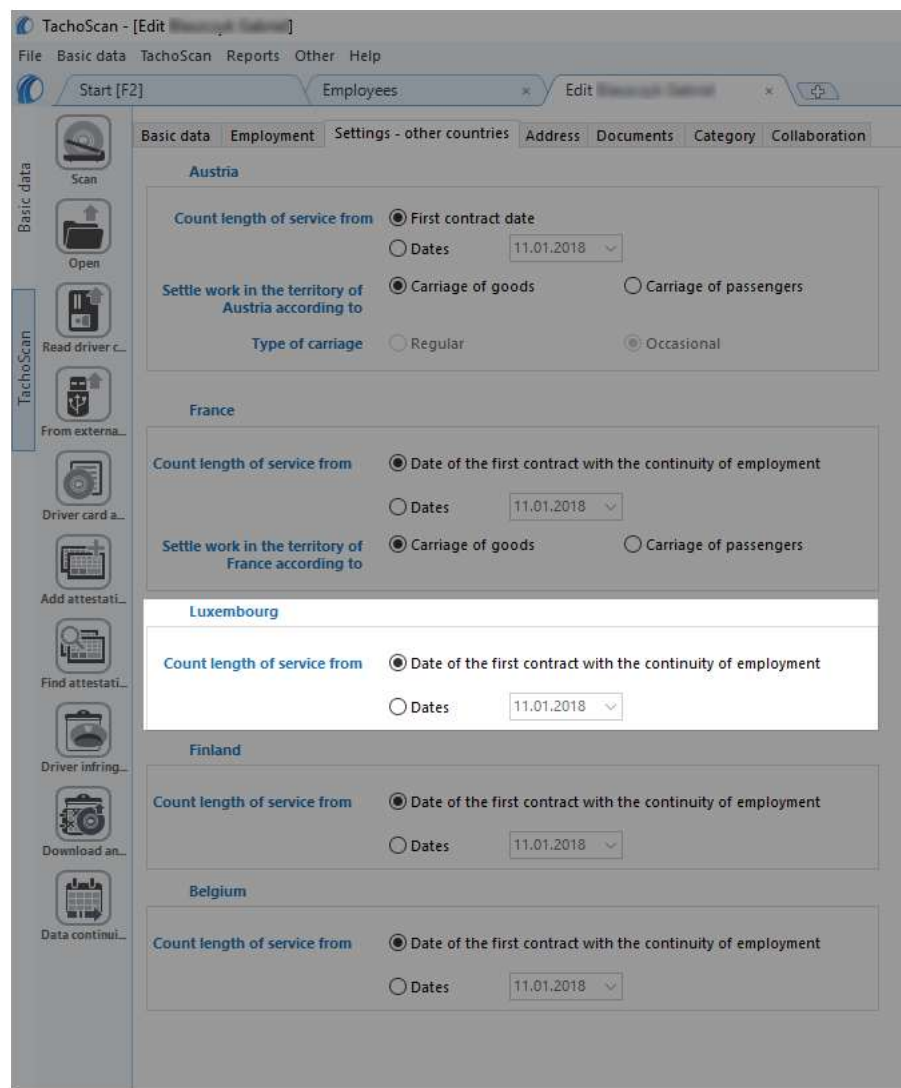 TachoScan - [Edit ]
File Basic data TachoScan Reports Other Help
Start [F2] Employees × Edit ×
Basic data
TachoScan
Scan
Open
Read driver c...
From externa...
Driver card a...
Add attestati...
Find attestati...
Driver infring...
Download an...
Data continui...
Basic data Employment Settings - other countries Address Documents Category Collaboration
Austria
Count length of service from First contract date
Dates 11.01.2018
Settle work in the territory of Austria according to Carriage of goods Carriage of passengers
Type of carriage Regular Occasional
France
Count length of service from Date of the first contract with the continuity of employment
Dates 11.01.2018
Settle work in the territory of France according to Carriage of goods Carriage of passengers
Luxembourg
Count length of service from Date of the first contract with the continuity of employment
Dates 11.01.2018
Finland
Count length of service from Date of the first contract with the continuity of employment
Dates 11.01.2018
Belgium
Count length of service from Date of the first contract with the continuity of employment
Dates 11.01.2018